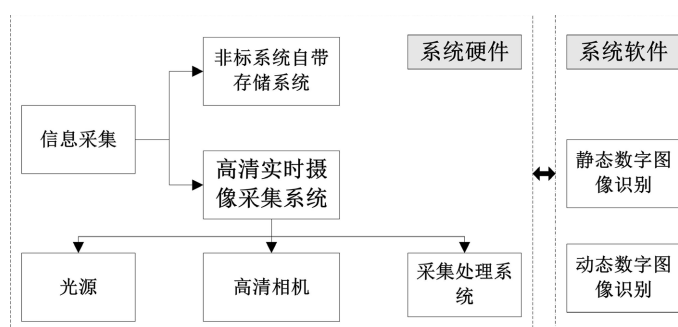 非标系统自带
存储系统
系统硬件
系统软件
信息采集
高清实时摄
像采集系统
静态数字图
像识别
光源
高清相机
采集处理系
统
动态数字图
像识别